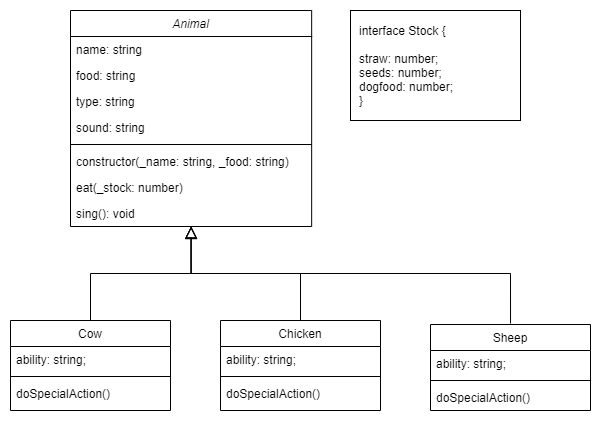 Animal
name: string
food: string
type: string
sound: string
constructor(_name: string, _food: string)
eat(_stock: number)
sing(): void
interface Stock {
straw: number;
seeds: number;
dogfood: number;
}
Cow
ability: string;
doSpecialAction()
Chicken
ability: string;
doSpecialAction()
Sheep
ability: string;
doSpecialAction()